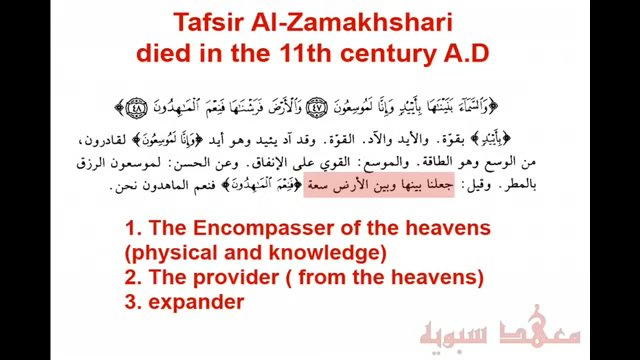 Tafsir Al-Zamakhshari
died in the 11th century A.D
﴿وَالسَّمَاءَ بَنَيْنَاهَا بِأَيْيْدٍ وَإِنَّا لَمُوسِعُونَ ٤٧ وَالْأَرْضَ فَرَشْنَاهَا فَنِعْمَ الْمَاهِدُونَ ٤٨﴾
﴿بِأَيْيْدٍ﴾ بقوّة. والأيد والآد. القوّة. وقد آد يئيد وهو أيد ﴿وَإِنَّا لَمُوسِعُونَ﴾ لقادرون،
من الوسع وهو الطاقة. والموسع: القوي على الإنفاق. وعن الحسن: لموسعون الرزق
بالمطر. وقيل: جعلنا بينها وبين الأرض سعة ﴿فَنِعْمَ الْمَاهِدُونَ﴾ فنعم الماهدون نحن.
1. The Encompasser of the heavens
(physical and knowledge)
2. The provider ( from the heavens)
3. expander
معهد سيبويه